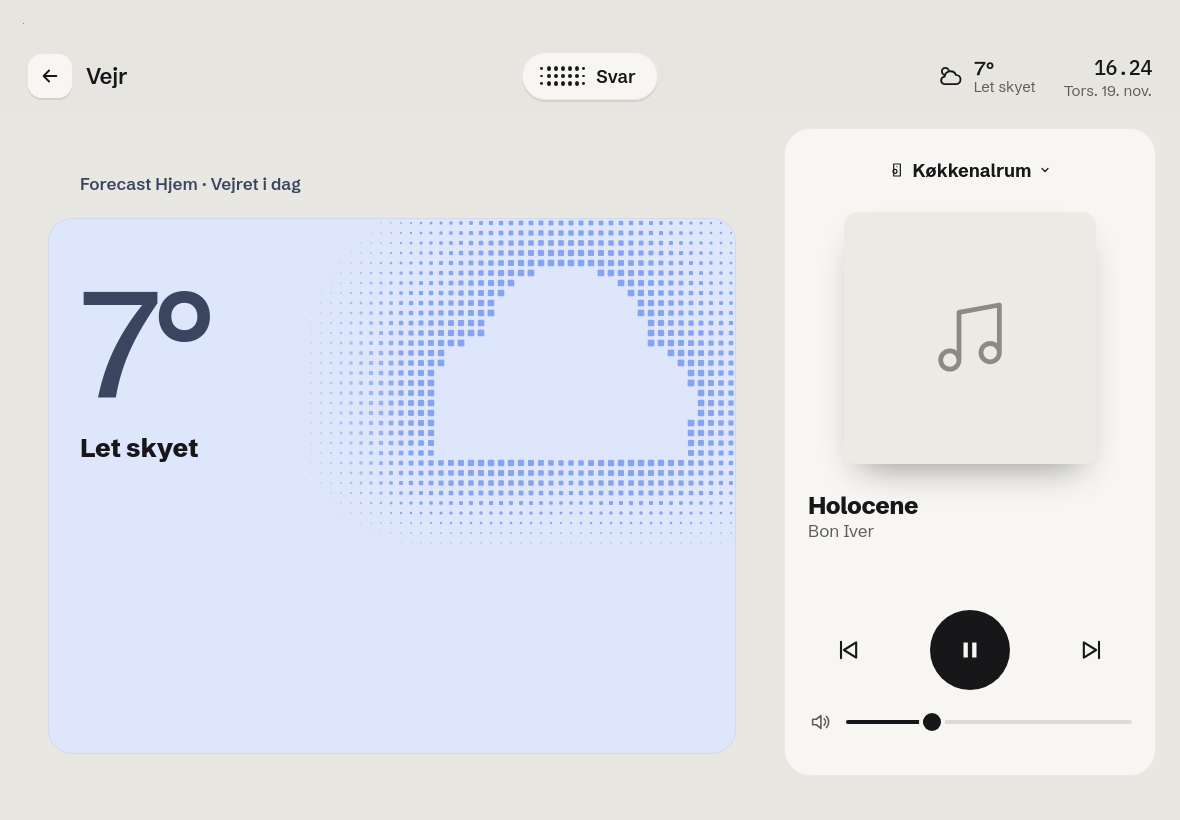 Vejr
Svar
7°
Let skyet
16.24
Tors. 19. nov.
Forecast Hjem · Vejret i dag
7°
Let skyet
Køkkenalrum
Holocene
Bon Iver